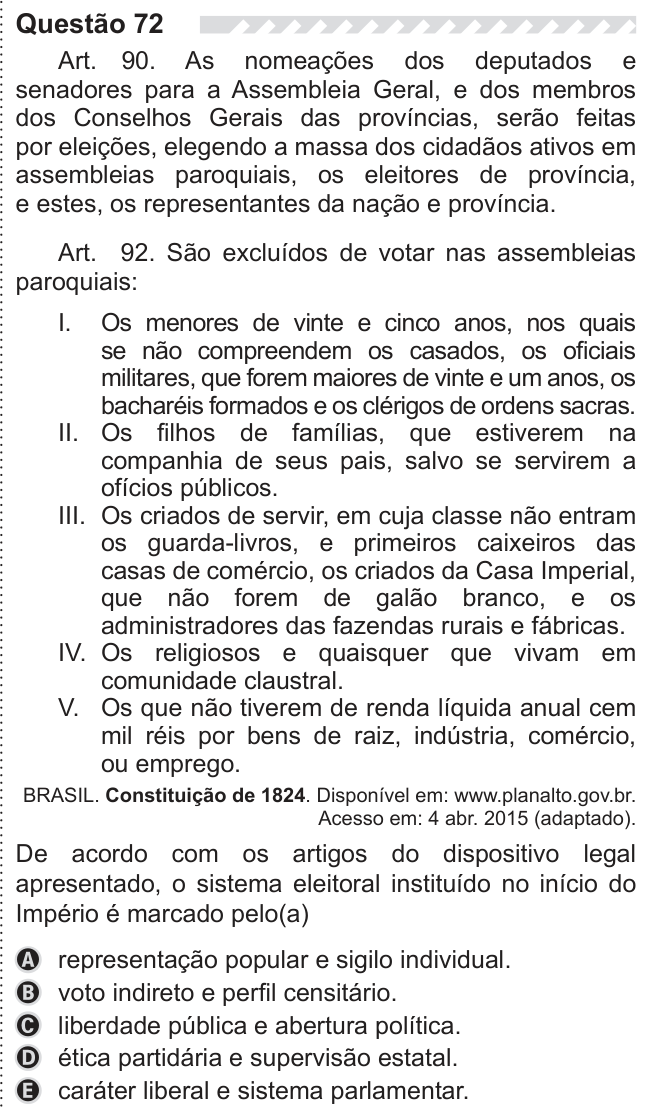 Questão 72
Art. 90. As nomeações dos deputados e
senadores para a Assembleia Geral, e dos membros
dos Conselhos Gerais das províncias, serão feitas
por eleições, elegendo a massa dos cidadãos ativos em
assembleias paroquiais, os eleitores de província,
e estes, os representantes da nação e província.
Art. 92. São excluídos de votar nas assembleias
paroquiais:
I. Os menores de vinte e cinco anos, nos quais
se não compreendem os casados, os oficiais
militares, que forem maiores de vinte e um anos, os
bacharéis formados e os clérigos de ordens sacras.
II. Os filhos de famílias, que estiverem na
companhia de seus pais, salvo se servirem a
ofícios públicos.
III. Os criados de servir, em cuja classe não entram
os guarda-livros, e primeiros caixeiros das
casas de comércio, os criados da Casa Imperial,
que não forem de galão branco, e os
administradores das fazendas rurais e fábricas.
IV. Os religiosos e quaisquer que vivam em
comunidade claustral.
V. Os que não tiverem de renda líquida anual cem
mil réis por bens de raiz, indústria, comércio,
ou emprego.
BRASIL. Constituição de 1824. Disponível em: www.planalto.gov.br.
Acesso em: 4 abr. 2015 (adaptado).
De acordo com os artigos do dispositivo legal
apresentado, o sistema eleitoral instituído no início do
Império é marcado pelo(a)
A representação popular e sigilo individual.
B voto indireto e perfil censitário.
C liberdade pública e abertura política.
D ética partidária e supervisão estatal.
E caráter liberal e sistema parlamentar.